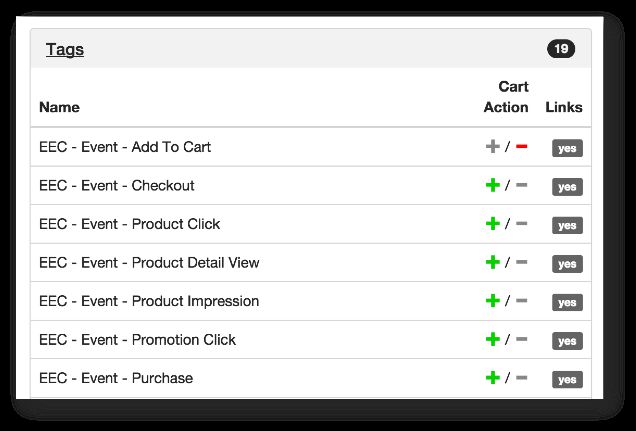 Tags 19
Cart
Name Action Links
EEC - Event - Add To Cart + / − yes
EEC - Event - Checkout + / − yes
EEC - Event - Product Click + / − yes
EEC - Event - Product Detail View + / − yes
EEC - Event - Product Impression + / − yes
EEC - Event - Promotion Click + / − yes
EEC - Event - Purchase + / − yes